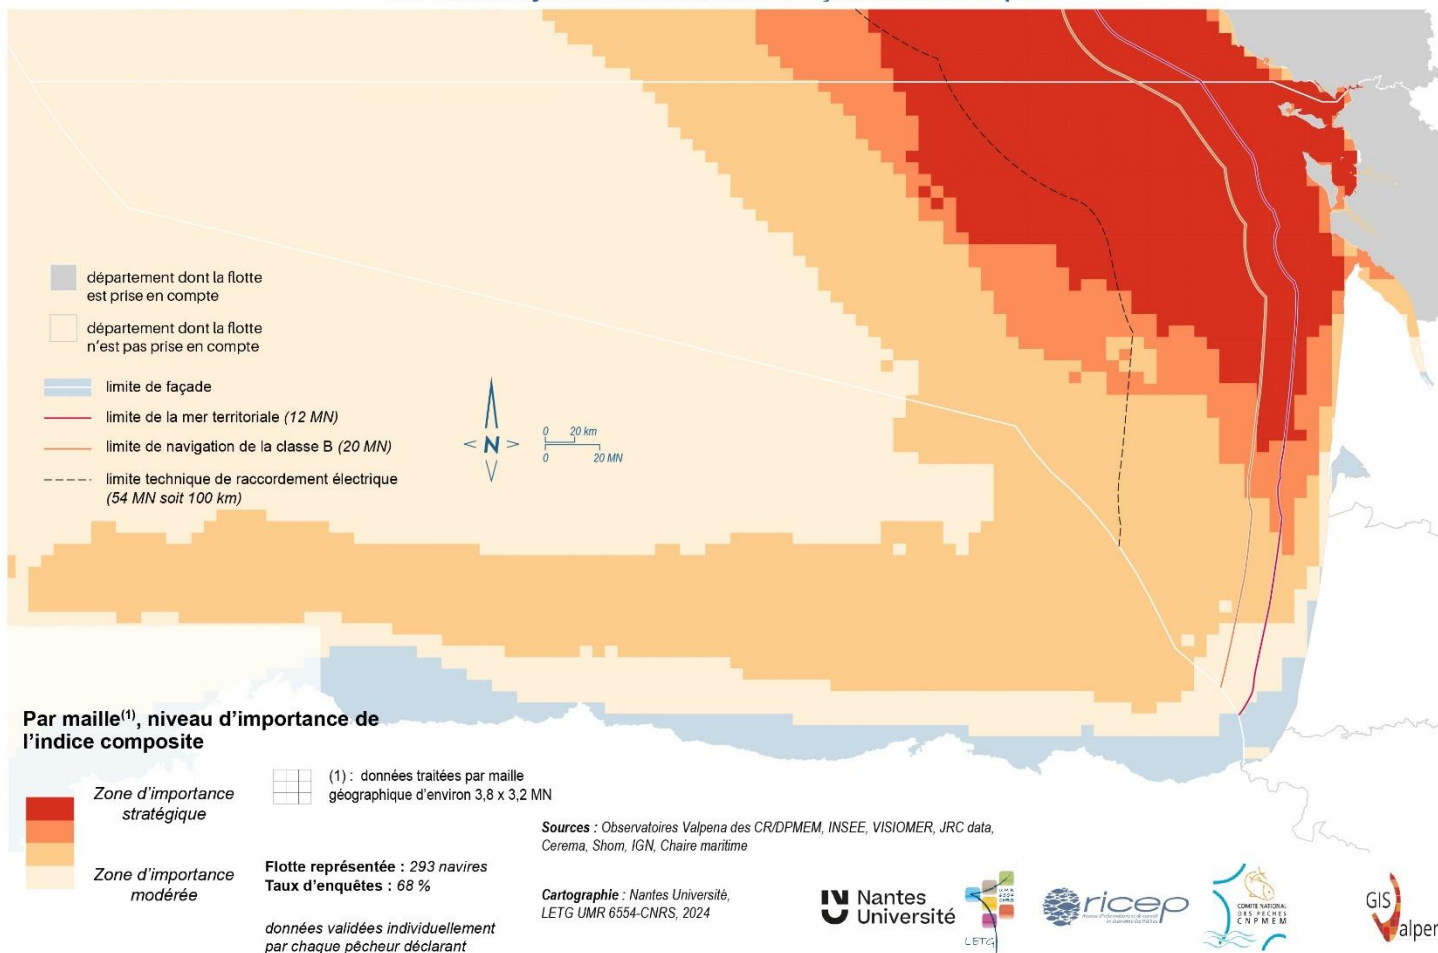 département dont la flotte
est prise en compte
département dont la flotte
n'est pas prise en compte
limite de façade
limite de la mer territoriale (12 MN)
limite de navigation de la classe B (20 MN)
limite technique de raccordement électrique
(54 MN soit 100 km)
N
0 20 km
0 20 MN
Par maille(1), niveau d'importance de
l'indice composite
Zone d'importance
stratégique
Zone d'importance
modérée
(1) : données traitées par maille
géographique d'environ 3,8 x 3,2 MN
Flotte représentée : 293 navires
Taux d'enquêtes : 68 %
données validées individuellement
par chaque pêcheur déclarant
Sources : Observatoires Valpena des CR/DPMEM, INSEE, VISIOMER, JRC data,
Cerema, Shom, IGN, Chaire maritime
Cartographie : Nantes Université,
LETG UMR 6554-CNRS, 2024
Nantes
Université
UMR
6554
CNRS
LETG
ricep
COMITE NATIONAL
DES PECHES
CNPMEM
GIS
alper